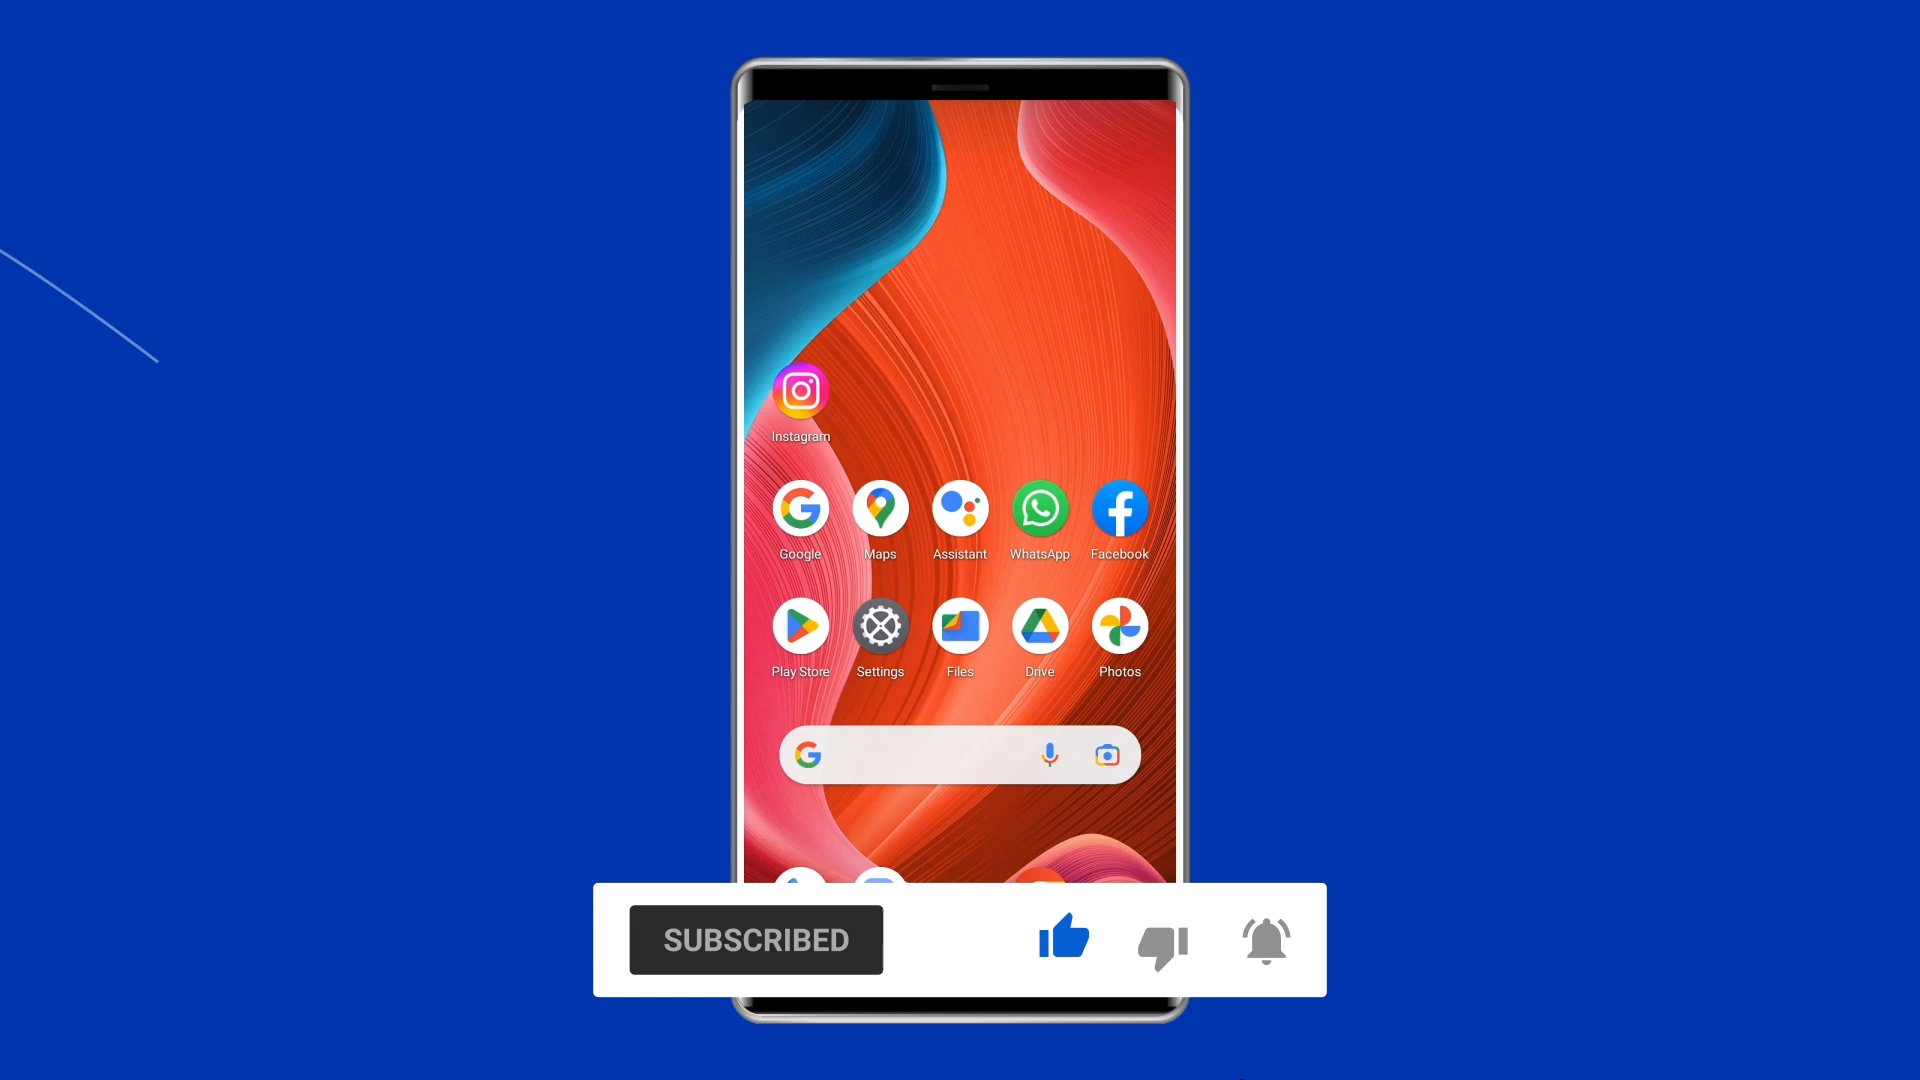 Instagram
Google Maps Assistant WhatsApp Facebook
Play Store Settings Files Drive Photos
SUBSCRIBED